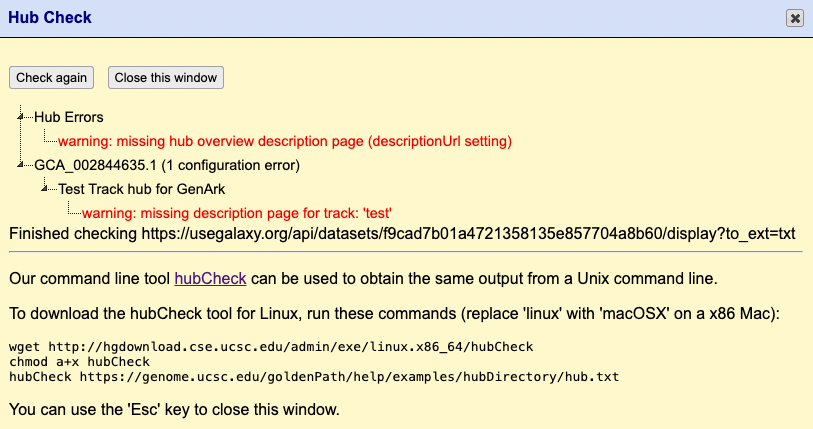 Hub Check
Check again Close this window
Hub Errors
warning: missing hub overview description page (descriptionUrl setting)
GCA_002844635.1 (1 configuration error)
Test Track hub for GenArk
warning: missing description page for track: 'test'
Finished checking https://usegalaxy.org/api/datasets/f9cad7b01a4721358135e857704a8b60/display?to_ext=txt
Our command line tool hubCheck can be used to obtain the same output from a Unix command line.
To download the hubCheck tool for Linux, run these commands (replace 'linux' with 'macOSX' on a x86 Mac):
wget http://hgdownload.cse.ucsc.edu/admin/exe/linux.x86_64/hubCheck
chmod a+x hubCheck
hubCheck https://genome.ucsc.edu/goldenPath/help/examples/hubDirectory/hub.txt
You can use the 'Esc' key to close this window.